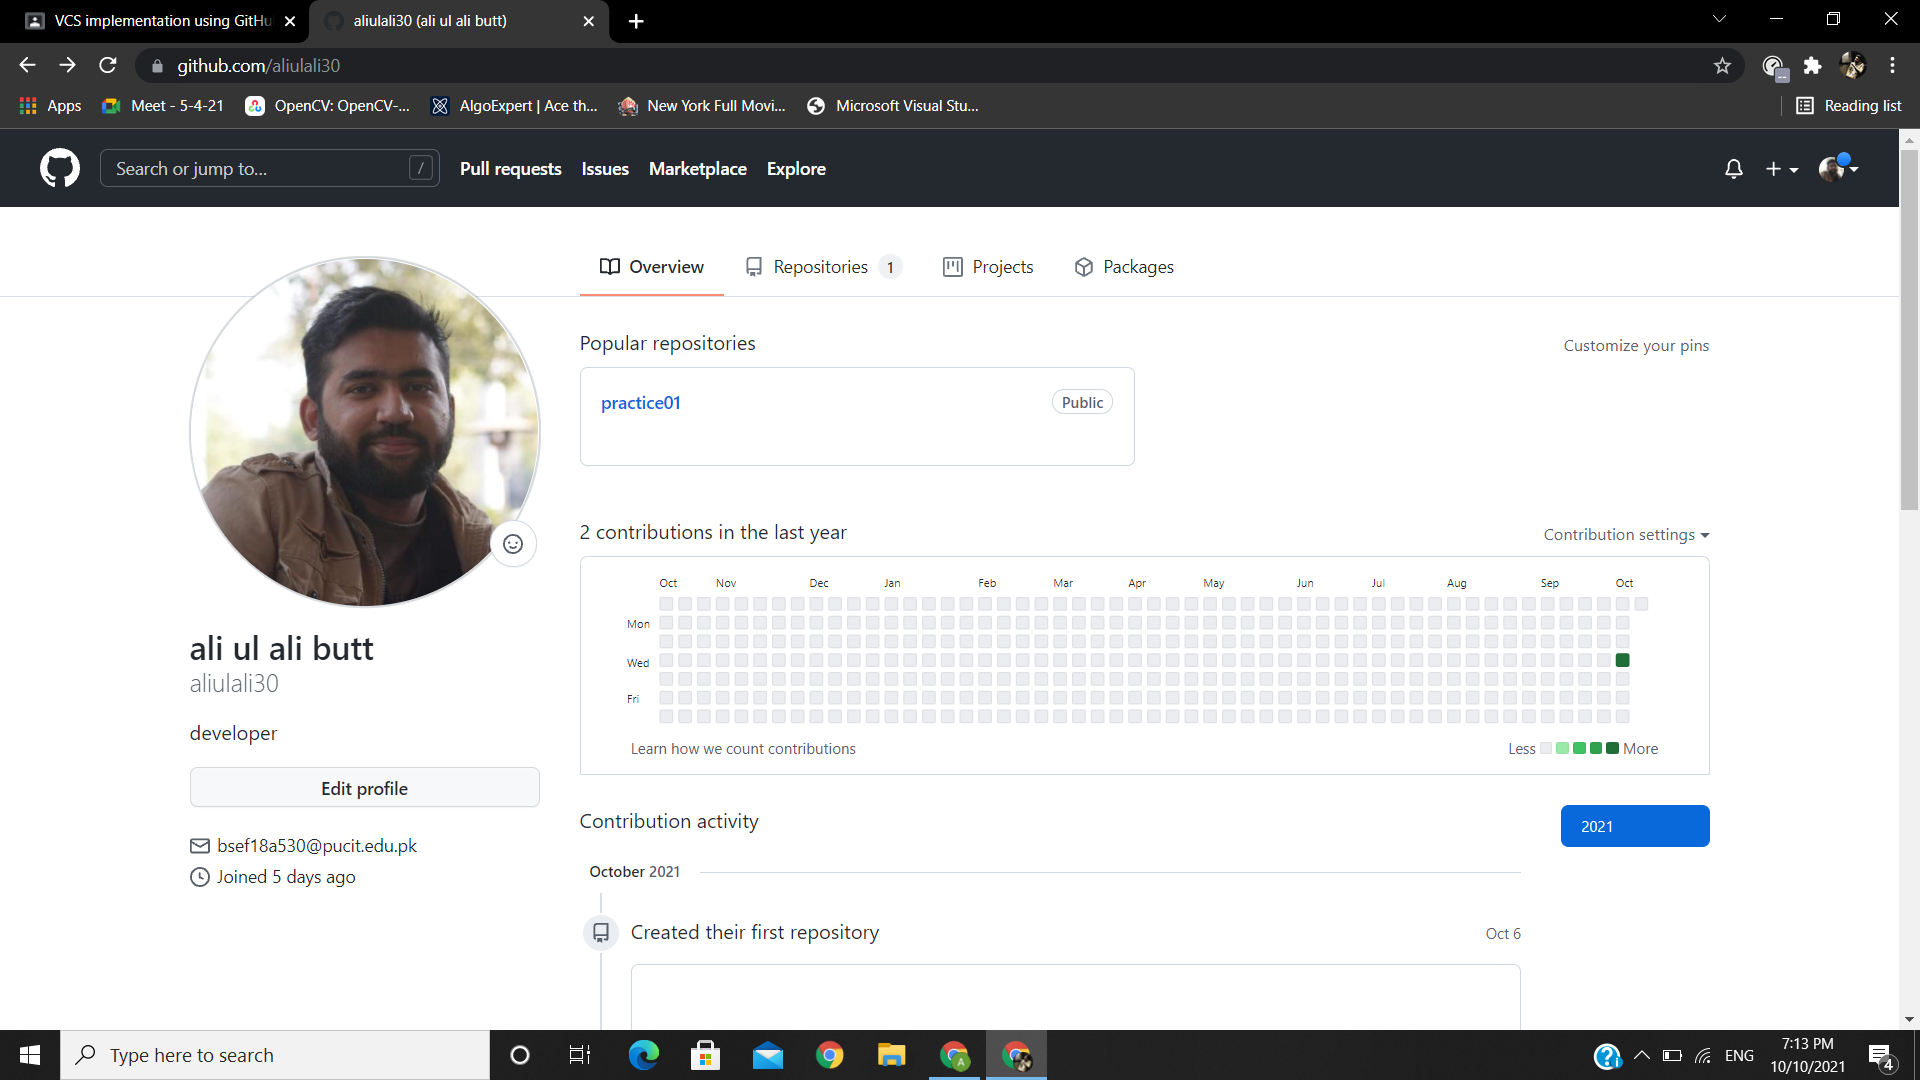 VCS implementation using GitHu
aliulali30 (ali ul ali butt)
github.com/aliulali30
Apps
Meet - 5-4-21
OpenCV: OpenCV-...
AlgoExpert | Ace th...
New York Full Movi...
Microsoft Visual Stu...
Reading list
Search or jump to... /
Pull requests Issues Marketplace Explore
Overview
Repositories 1
Projects
Packages
Popular repositories
Customize your pins
practice01
Public
2 contributions in the last year
Contribution settings
Oct Nov Dec Jan Feb Mar Apr May Jun Jul Aug Sep Oct
Mon
Wed
Fri
Learn how we count contributions
Less More
ali ul ali butt
aliulali30
developer
Edit profile
bsef18a530@pucit.edu.pk
Joined 5 days ago
Contribution activity
2021
October 2021
Created their first repository
Oct 6
Type here to search
A
?
ENG
7:13 PM
10/10/2021
4